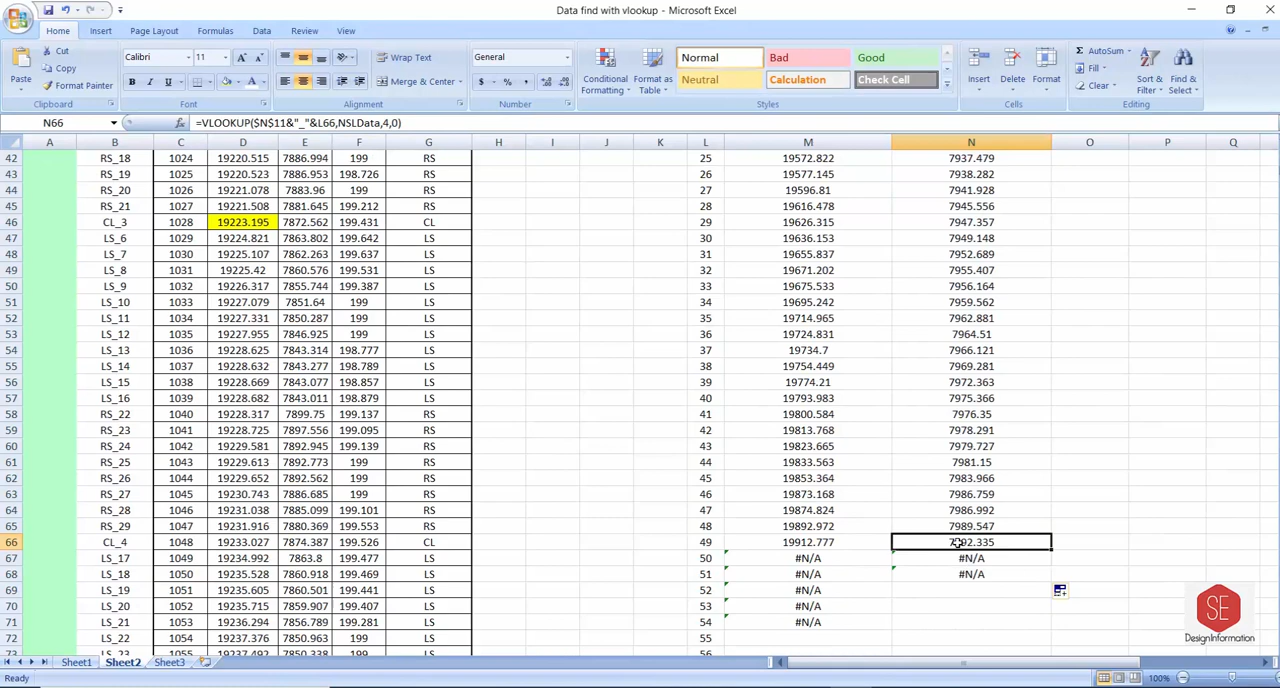 Data find with vlookup - Microsoft Excel
Home Insert Page Layout Formulas Data Review View
Paste Cut Copy Format Painter Clipboard
Calibri 11 Font
Wrap Text Merge & Center Alignment
General Number
Conditional Formatting Format as Table Normal Bad Good Neutral Calculation Check Cell Styles
Insert Delete Format Cells
AutoSum Fill Clear Sort & Filter Find & Select Editing
N66 =VLOOKUP($N$11&"_"&L66,NSLData,4,0)
A B C D E F G H I J K L M N O P Q
42 RS_18 1024 19220.515 7886.994 199 RS 25 19572.822 7937.479
43 RS_19 1025 19220.523 7886.953 198.726 RS 26 19577.145 7938.282
44 RS_20 1026 19221.078 7883.96 199 RS 27 19596.81 7941.928
45 RS_21 1027 19221.508 7881.645 199.212 RS 28 19616.478 7945.556
46 CL_3 1028 19223.195 7872.562 199.431 CL 29 19626.315 7947.357
47 LS_6 1029 19224.821 7863.802 199.642 LS 30 19636.153 7949.148
48 LS_7 1030 19225.107 7862.263 199.637 LS 31 19655.837 7952.689
49 LS_8 1031 19225.42 7860.576 199.531 LS 32 19671.202 7955.407
50 LS_9 1032 19226.317 7855.744 199.387 LS 33 19675.533 7956.164
51 LS_10 1033 19227.079 7851.64 199 LS 34 19695.242 7959.562
52 LS_11 1034 19227.331 7850.287 199 LS 35 19714.965 7962.881
53 LS_12 1035 19227.955 7846.925 199 LS 36 19724.831 7964.51
54 LS_13 1036 19228.625 7843.314 198.777 LS 37 19734.7 7966.121
55 LS_14 1037 19228.632 7843.277 198.789 LS 38 19754.449 7969.281
56 LS_15 1038 19228.669 7843.077 198.857 LS 39 19774.21 7972.363
57 LS_16 1039 19228.682 7843.011 198.879 LS 40 19793.983 7975.366
58 RS_22 1040 19228.317 7899.75 199.137 RS 41 19800.584 7976.35
59 RS_23 1041 19228.725 7897.556 199.095 RS 42 19813.768 7978.291
60 RS_24 1042 19229.581 7892.945 199.139 RS 43 19823.665 7979.727
61 RS_25 1043 19229.613 7892.773 199 RS 44 19833.563 7981.15
62 RS_26 1044 19229.652 7892.562 199 RS 45 19853.364 7983.966
63 RS_27 1045 19230.743 7886.685 199 RS 46 19873.168 7986.759
64 RS_28 1046 19231.038 7885.099 199.101 RS 47 19874.824 7986.992
65 RS_29 1047 19231.916 7880.369 199.553 RS 48 19892.972 7989.547
66 CL_4 1048 19233.027 7874.387 199.526 CL 49 19912.777 7992.335
67 LS_17 1049 19234.992 7863.8 199.477 LS 50 #N/A #N/A
68 LS_18 1050 19235.528 7860.918 199.469 LS 51 #N/A #N/A
69 LS_19 1051 19235.605 7860.501 199.441 LS 52 #N/A
70 LS_20 1052 19235.715 7859.907 199.407 LS 53 #N/A
71 LS_21 1053 19236.294 7856.789 199.281 LS 54 #N/A
72 LS_22 1054 19237.376 7850.963 199 LS 55
73 LS_23 1055 19237.492 7850.338 199 LS 56
SE
DesignInformation
Sheet1 Sheet2 Sheet3
Ready 100%